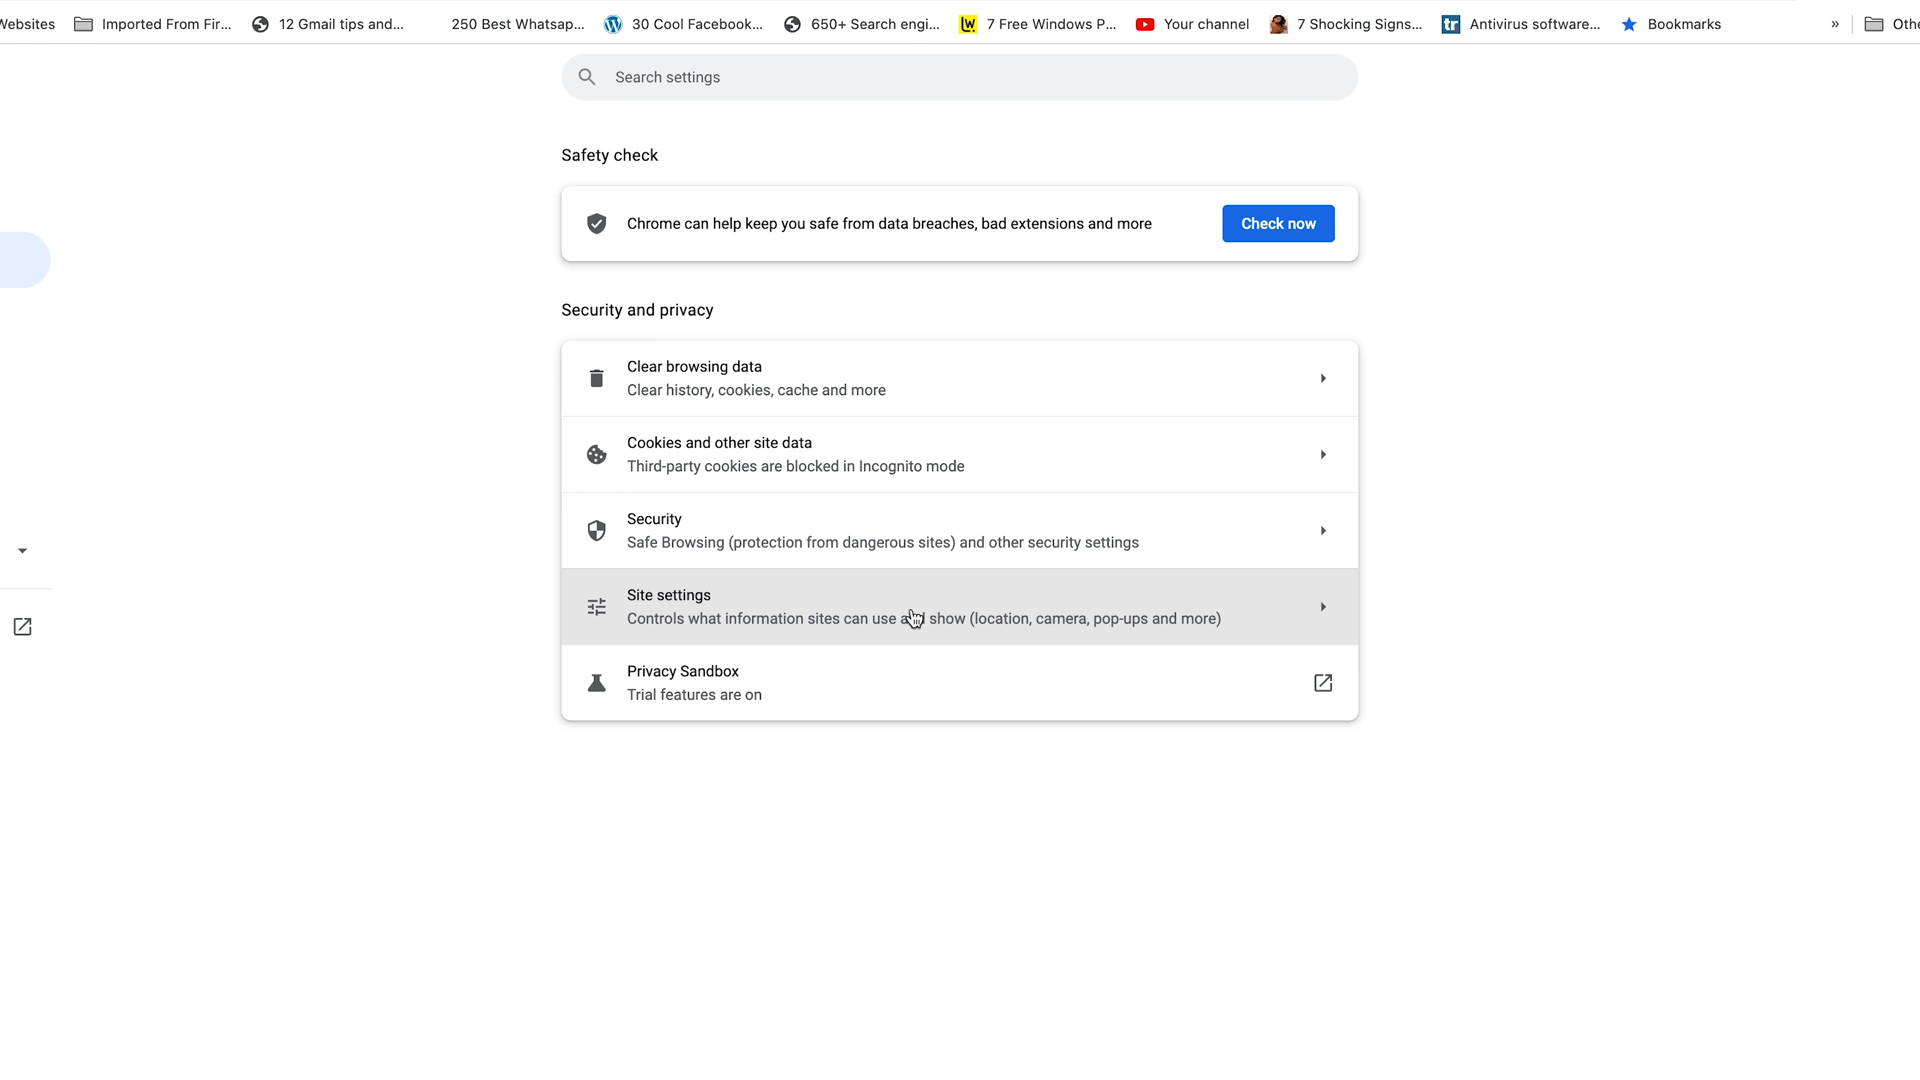 Websites Imported From Fir... 12 Gmail tips and... 250 Best Whatsap... 30 Cool Facebook... 650+ Search engi... 7 Free Windows P... Your channel 7 Shocking Signs... tr Antivirus software... Bookmarks » Othe
Search settings
Safety check
Chrome can help keep you safe from data breaches, bad extensions and more Check now
Security and privacy
Clear browsing data
Clear history, cookies, cache and more
Cookies and other site data
Third-party cookies are blocked in Incognito mode
Security
Safe Browsing (protection from dangerous sites) and other security settings
Site settings
Controls what information sites can use and show (location, camera, pop-ups and more)
Privacy Sandbox
Trial features are on